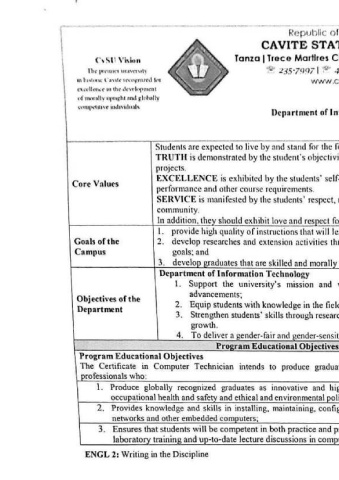 Republic of
CAVITE STAT
Tanza | Trece Martires C
235-7997 |
www.c
CvSU Vision
The premier university
in historic Cavite recognized for
excellence in the development
of morally upright and globally
competitive individuals.
Department of In
Core Values
Students are expected to live by and stand for the f
TRUTH is demonstrated by the student's objectivi
projects.
EXCELLENCE is exhibited by the students' self-
performance and other course requirements.
SERVICE is manifested by the students' respect,
community.
In addition, they should exhibit love and respect fo
Goals of the
Campus
1. provide high quality of instructions that will le
2. develop researches and extension activities th
goals; and
3. develop graduates that are skilled and morally
Objectives of the
Department
Department of Information Technology
1. Support the university's mission and
advancements;
2. Equip students with knowledge in the fiel
3. Strengthen students' skills through researc
growth.
4. To deliver a gender-fair and gender-sensit
Program Educational Objectives
Program Educational Objectives
The Certificate in Computer Technician intends to produce gradua
professionals who:
1. Produce globally recognized graduates as innovative and hig
occupational health and safety and ethical and environmental pol
2. Provides knowledge and skills in installing, maintaining, config
networks and other embedded computers;
3. Ensures that students will be competent in both practice and p
laboratory training and up-to-date lecture discussions in comp
ENGL 2: Writing in the Discipline